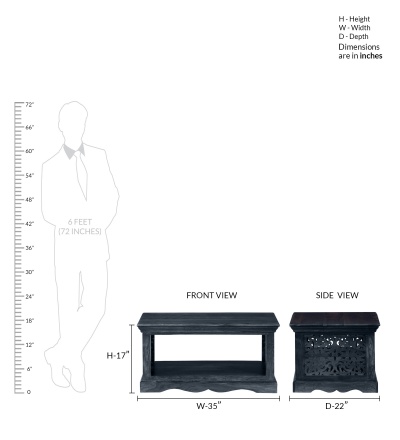 H - Height
W - Width
D - Depth
Dimensions
are in inches
72"
66"
60"
54"
48"
42"
36"
30"
24"
18"
12"
6"
0
6 FEET
(72 INCHES)
FRONT VIEW
SIDE VIEW
H-17"
W-35"
D-22"